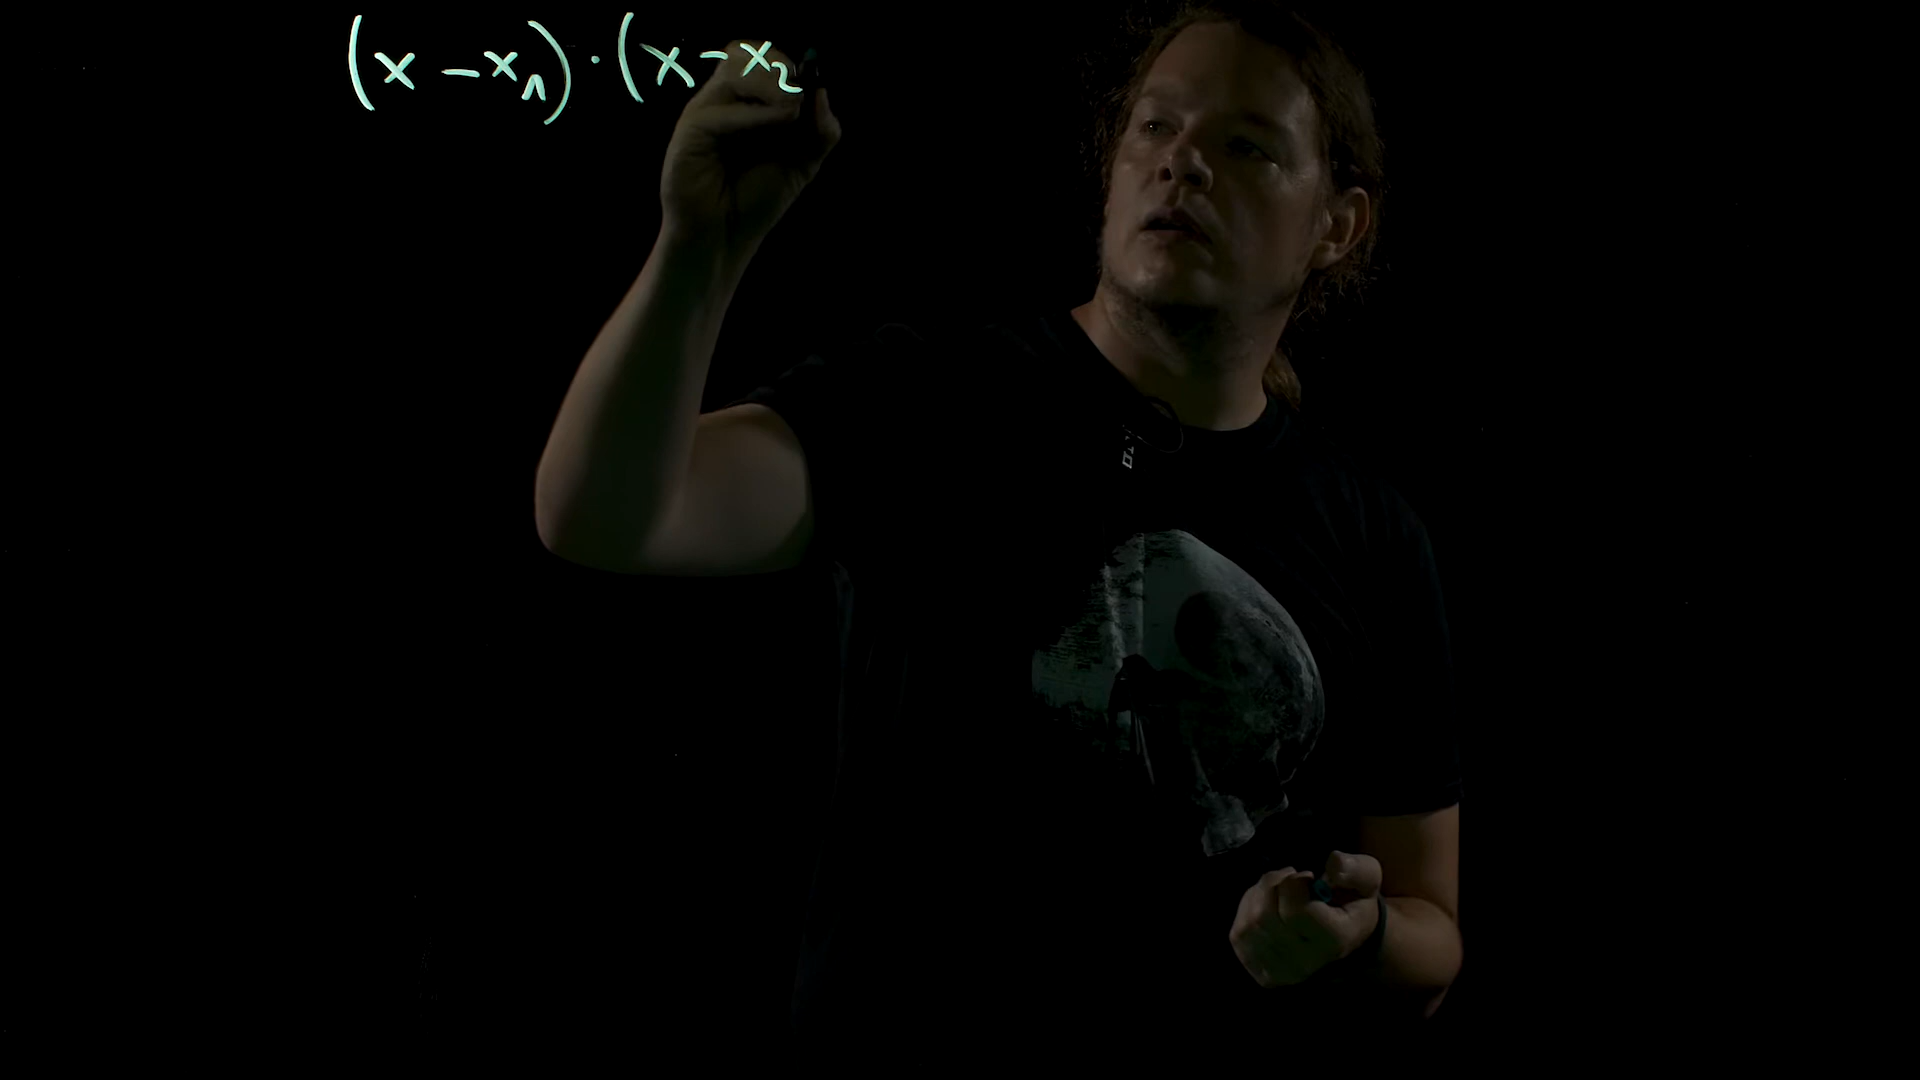 (x - x₁) · (x - x₂